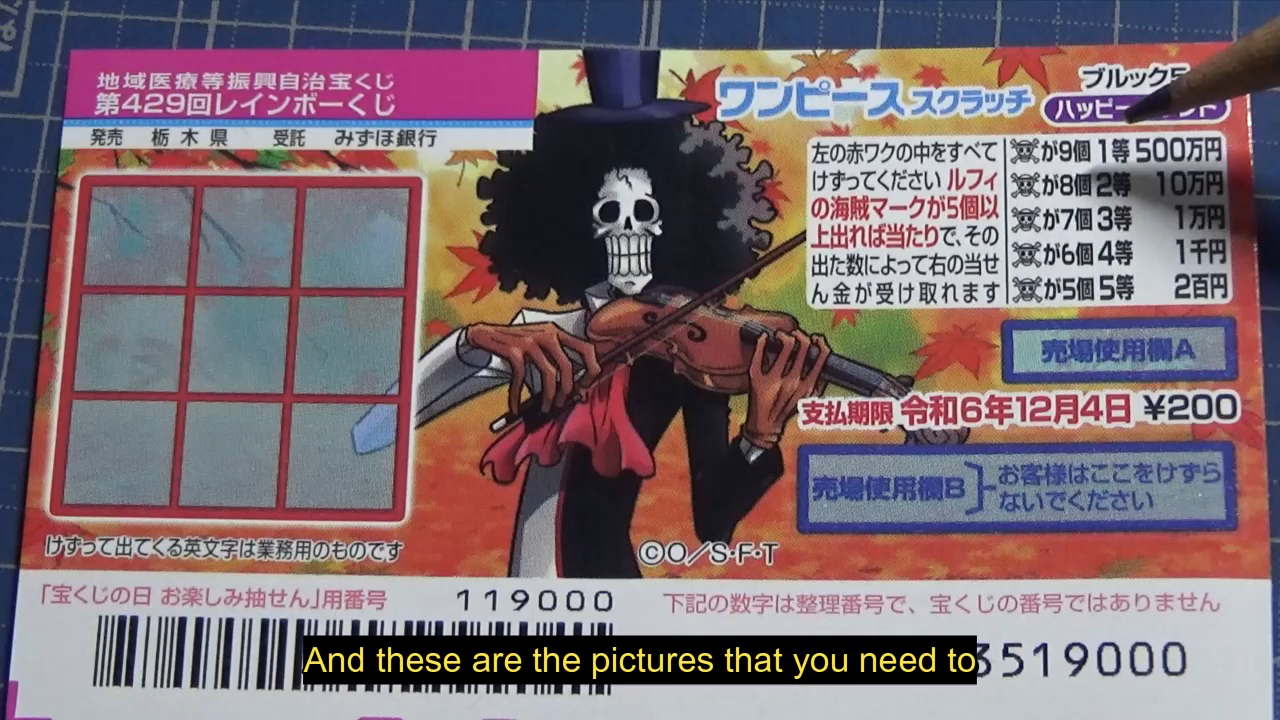 地域医療等振興自治宝くじ
第429回レインボーくじ
発売 栃木県 受託 みずほ銀行
ワンピーススクラッチ
ブルック5
ハッピー
左の赤ワクの中をすべて
けずってください ルフィ
の海賊マークが5個以
上出れば当たりで、その
出た数によって右の当せ
ん金が受け取れます
が9個 1等 500万円
が8個 2等 10万円
が7個 3等 1万円
が6個 4等 1千円
が5個 5等 2百円
売場使用欄A
支払期限 令和6年12月4日 ¥200
売場使用欄B
お客様はここをけずら
ないでください
けずって出てくる英文字は業務用のものです
©O/S・F・T
「宝くじの日 お楽しみ抽せん」用番号 119000
下記の数字は整理番号で、宝くじの番号ではありません
3519000
And these are the pictures that you need to